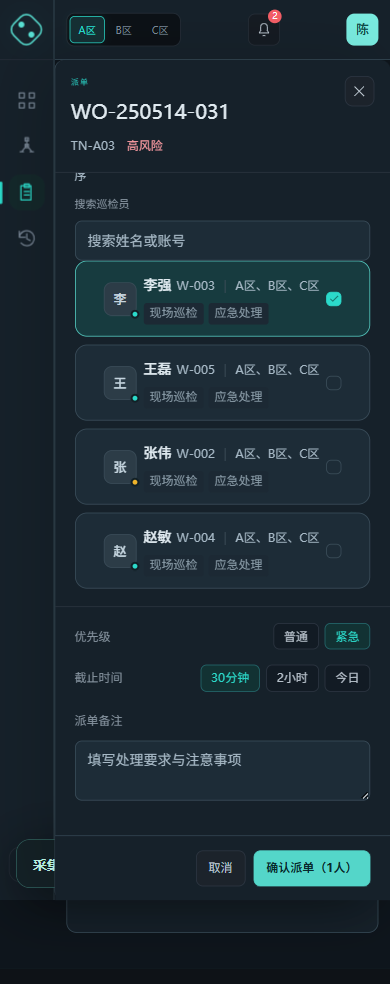 A区 B区 C区
2
陈
派单
WO-250514-031
TN-A03 高风险
序
搜索巡检员
搜索姓名或账号
李 李强 W-003 | A区、B区、C区
现场巡检 应急处理
王 王磊 W-005 | A区、B区、C区
现场巡检 应急处理
张 张伟 W-002 | A区、B区、C区
现场巡检 应急处理
赵 赵敏 W-004 | A区、B区、C区
现场巡检 应急处理
优先级 普通 紧急
截止时间 30分钟 2小时 今日
派单备注
填写处理要求与注意事项
采集
取消 确认派单（1人）